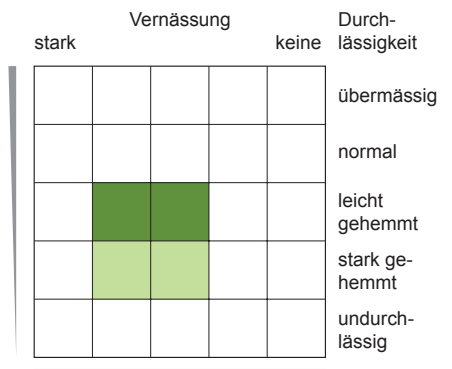 Vernässung
Durch-
stark
keine
lässigkeit
übermässig
normal
leicht
gehemmt
stark ge-
hemmt
undurch-
lässig